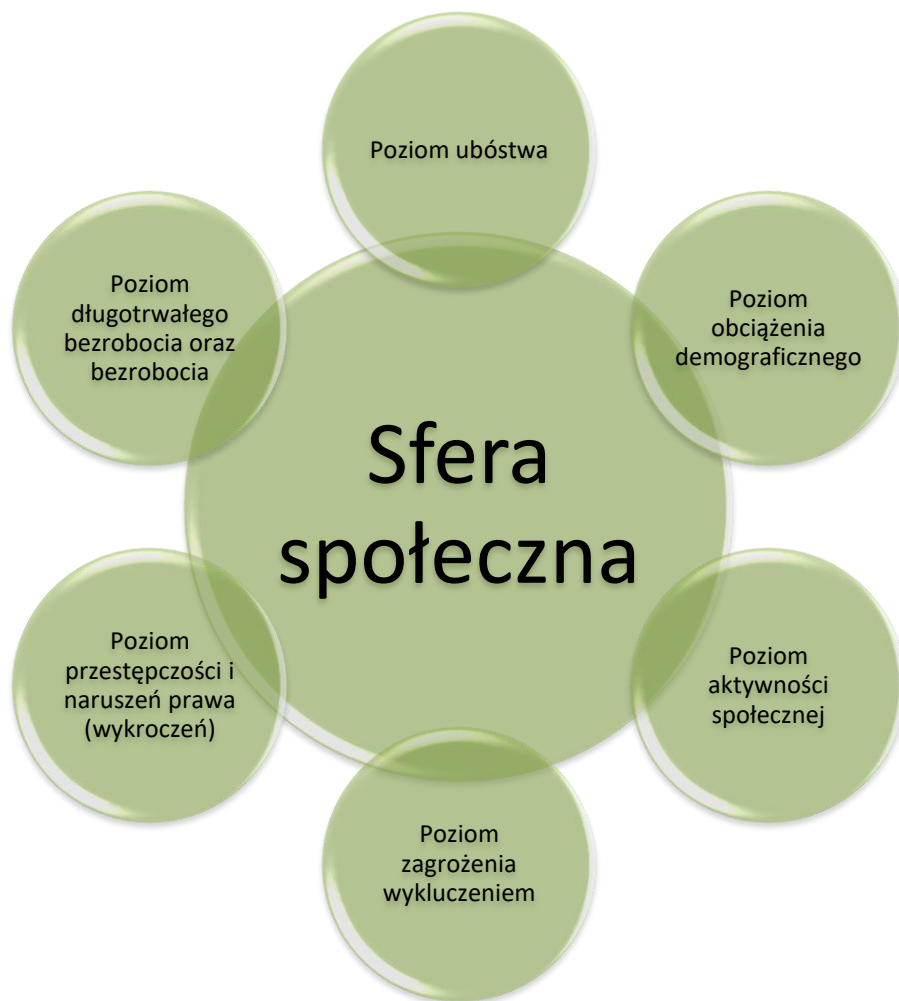 Poziom ubóstwa
Poziom
obciążenia
demograficznego
Poziom
aktywności
społecznej
Poziom
zagrożenia
wykluczeniem
Poziom
przestępczości i
naruszeń prawa
(wykroczeń)
Poziom
długotrwałego
bezrobocia oraz
bezrobocia
Sfera
społeczna